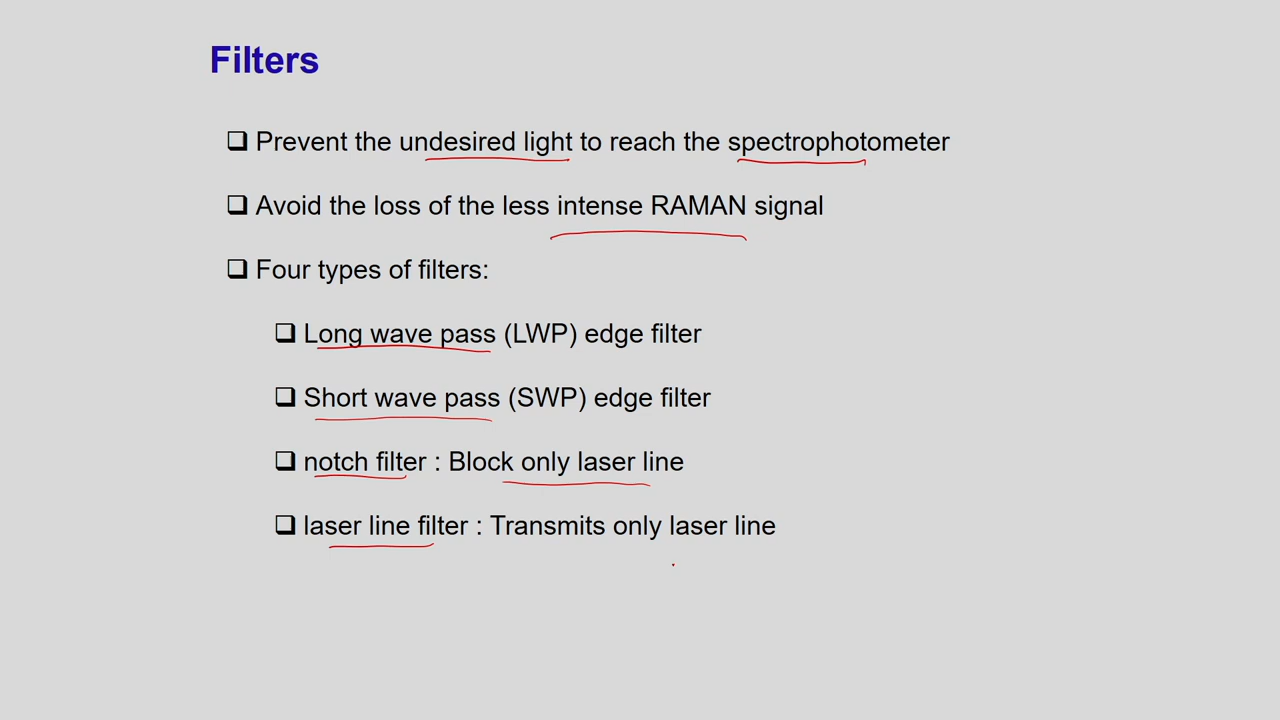 Filters
Prevent the undesired light to reach the spectrophotometer
Avoid the loss of the less intense RAMAN signal
Four types of filters:
Long wave pass (LWP) edge filter
Short wave pass (SWP) edge filter
notch filter : Block only laser line
laser line filter : Transmits only laser line